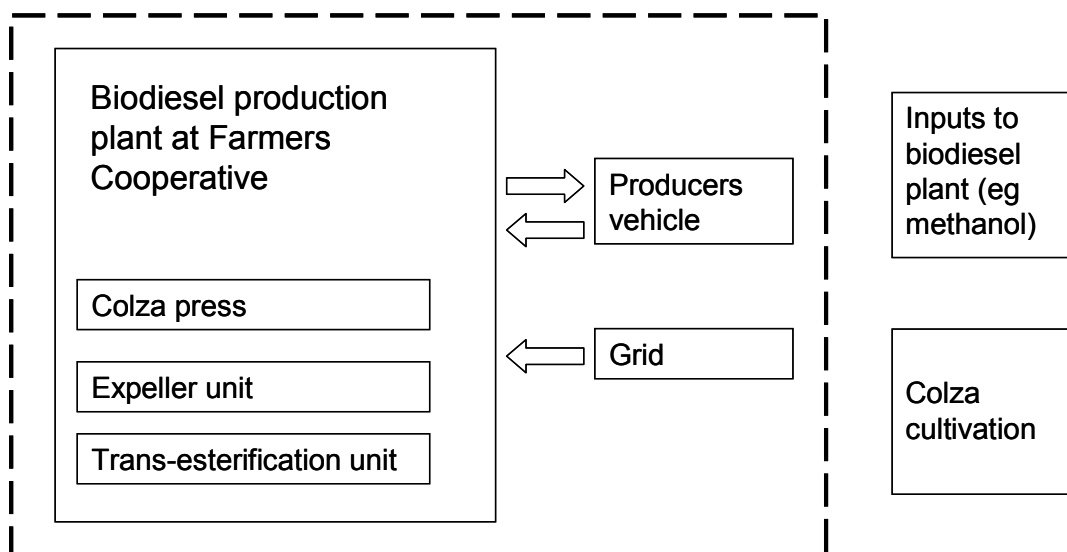 Biodiesel production
plant at Farmers
Cooperative
Producers
vehicle
Colza press
Grid
Expeller unit
Trans-esterification unit
Inputs to
biodiesel
plant (eg
methanol)
Colza
cultivation